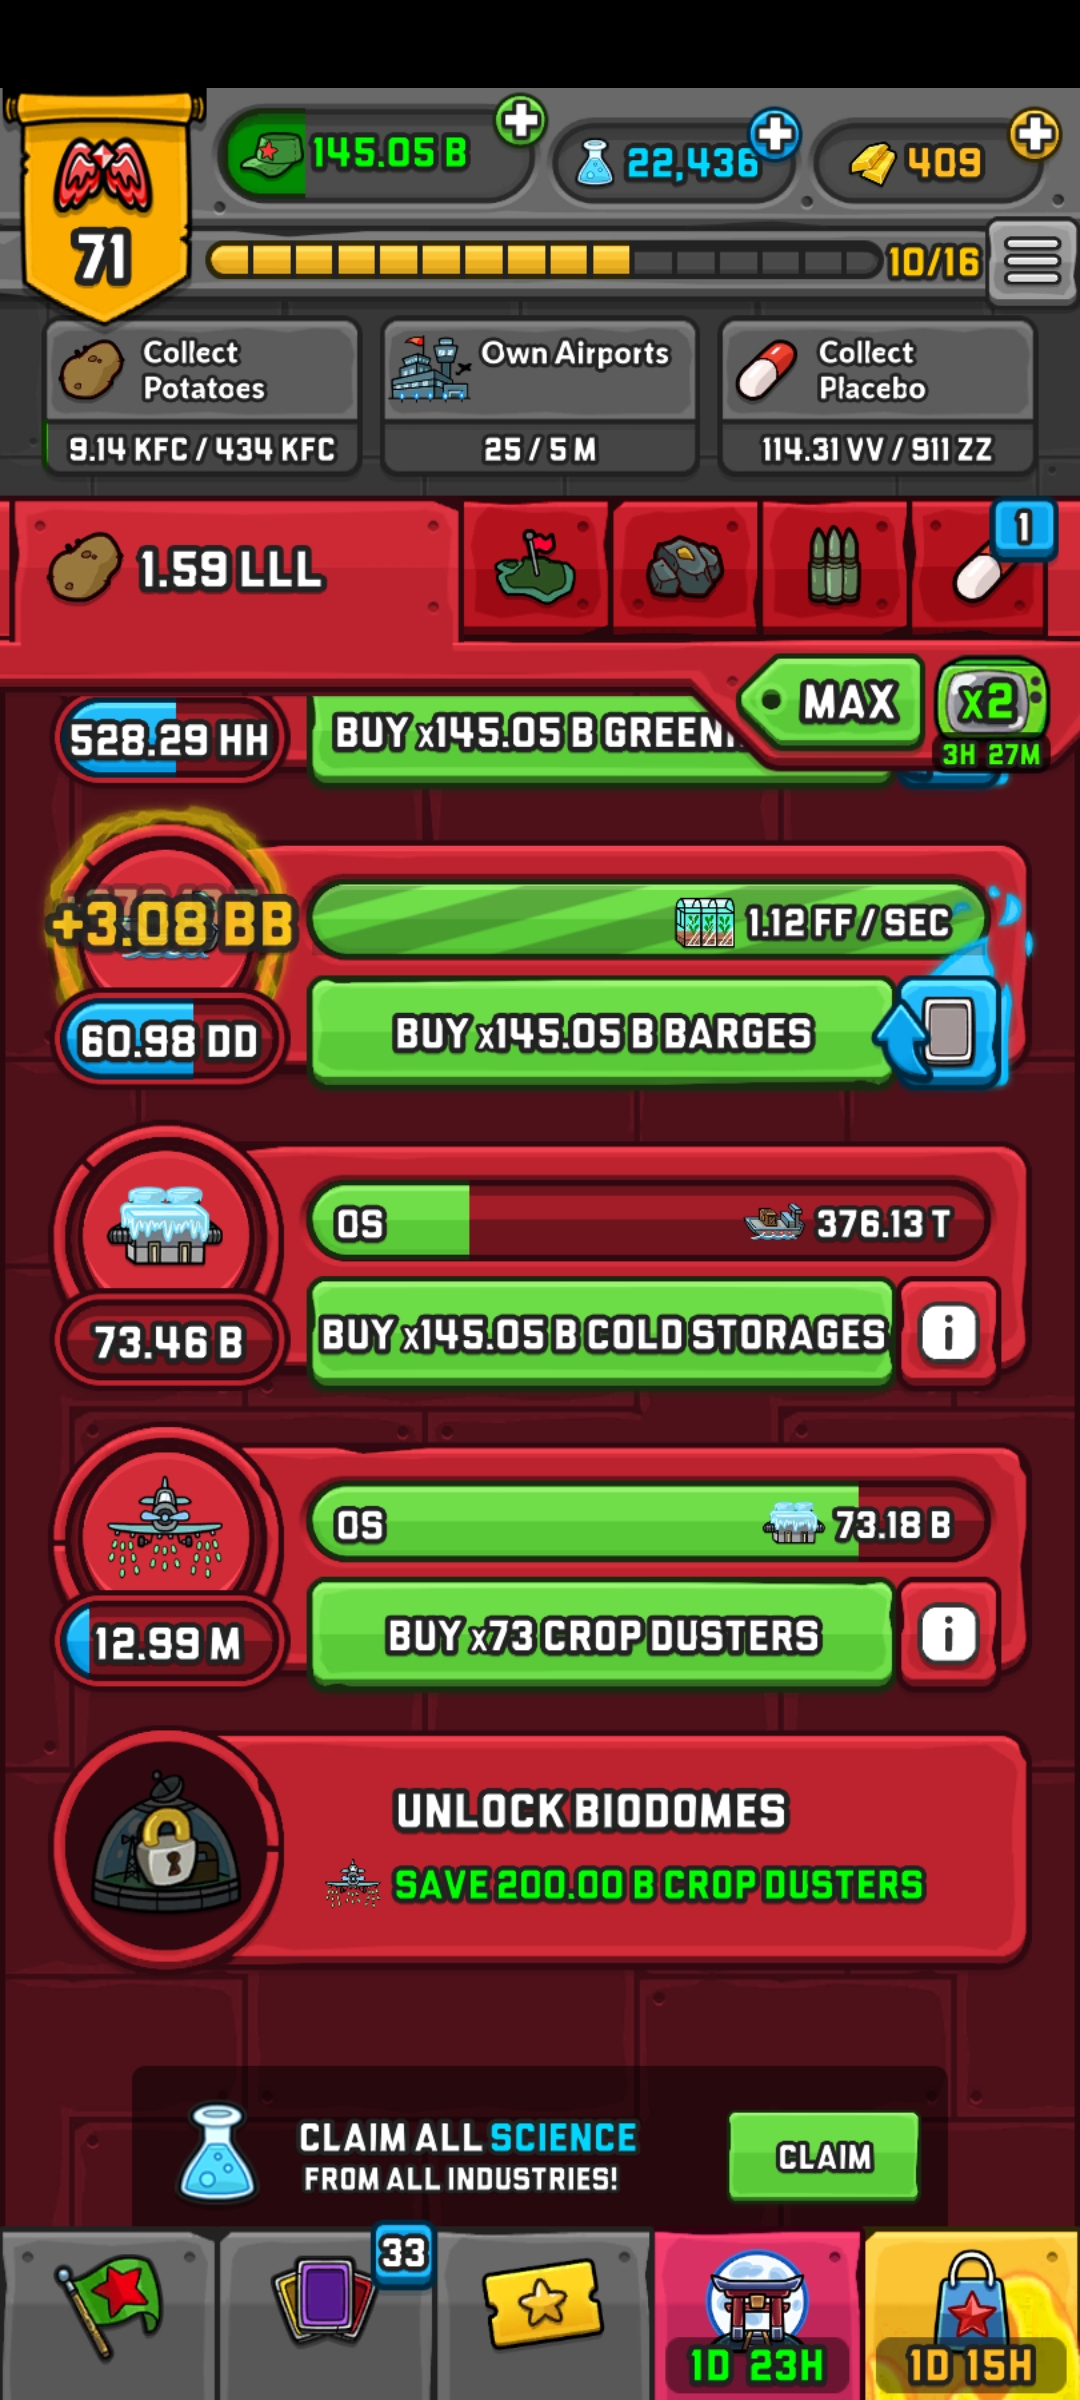 145.05 B
22,436
409
71
10/16
Collect
Potatoes
9.14 KFC / 434 KFC
Own Airports
25 / 5 M
Collect
Placebo
114.31 VV / 911 ZZ
1.59 LLL
1
MAX
x2
3H 27M
528.29 HH
BUY x145.05 B
+3.08 BB
1.12 FF / SEC
60.98 DD
BUY x145.05 B BARGES
0S
376.13 T
73.46 B
BUY x145.05 B COLD STORAGES
i
0S
73.18 B
12.99 M
BUY x73 CROP DUSTERS
i
UNLOCK BIODOMES
SAVE 200.00 B CROP DUSTERS
CLAIM ALL SCIENCE
FROM ALL INDUSTRIES!
CLAIM
33
1D 23H
1D 15H